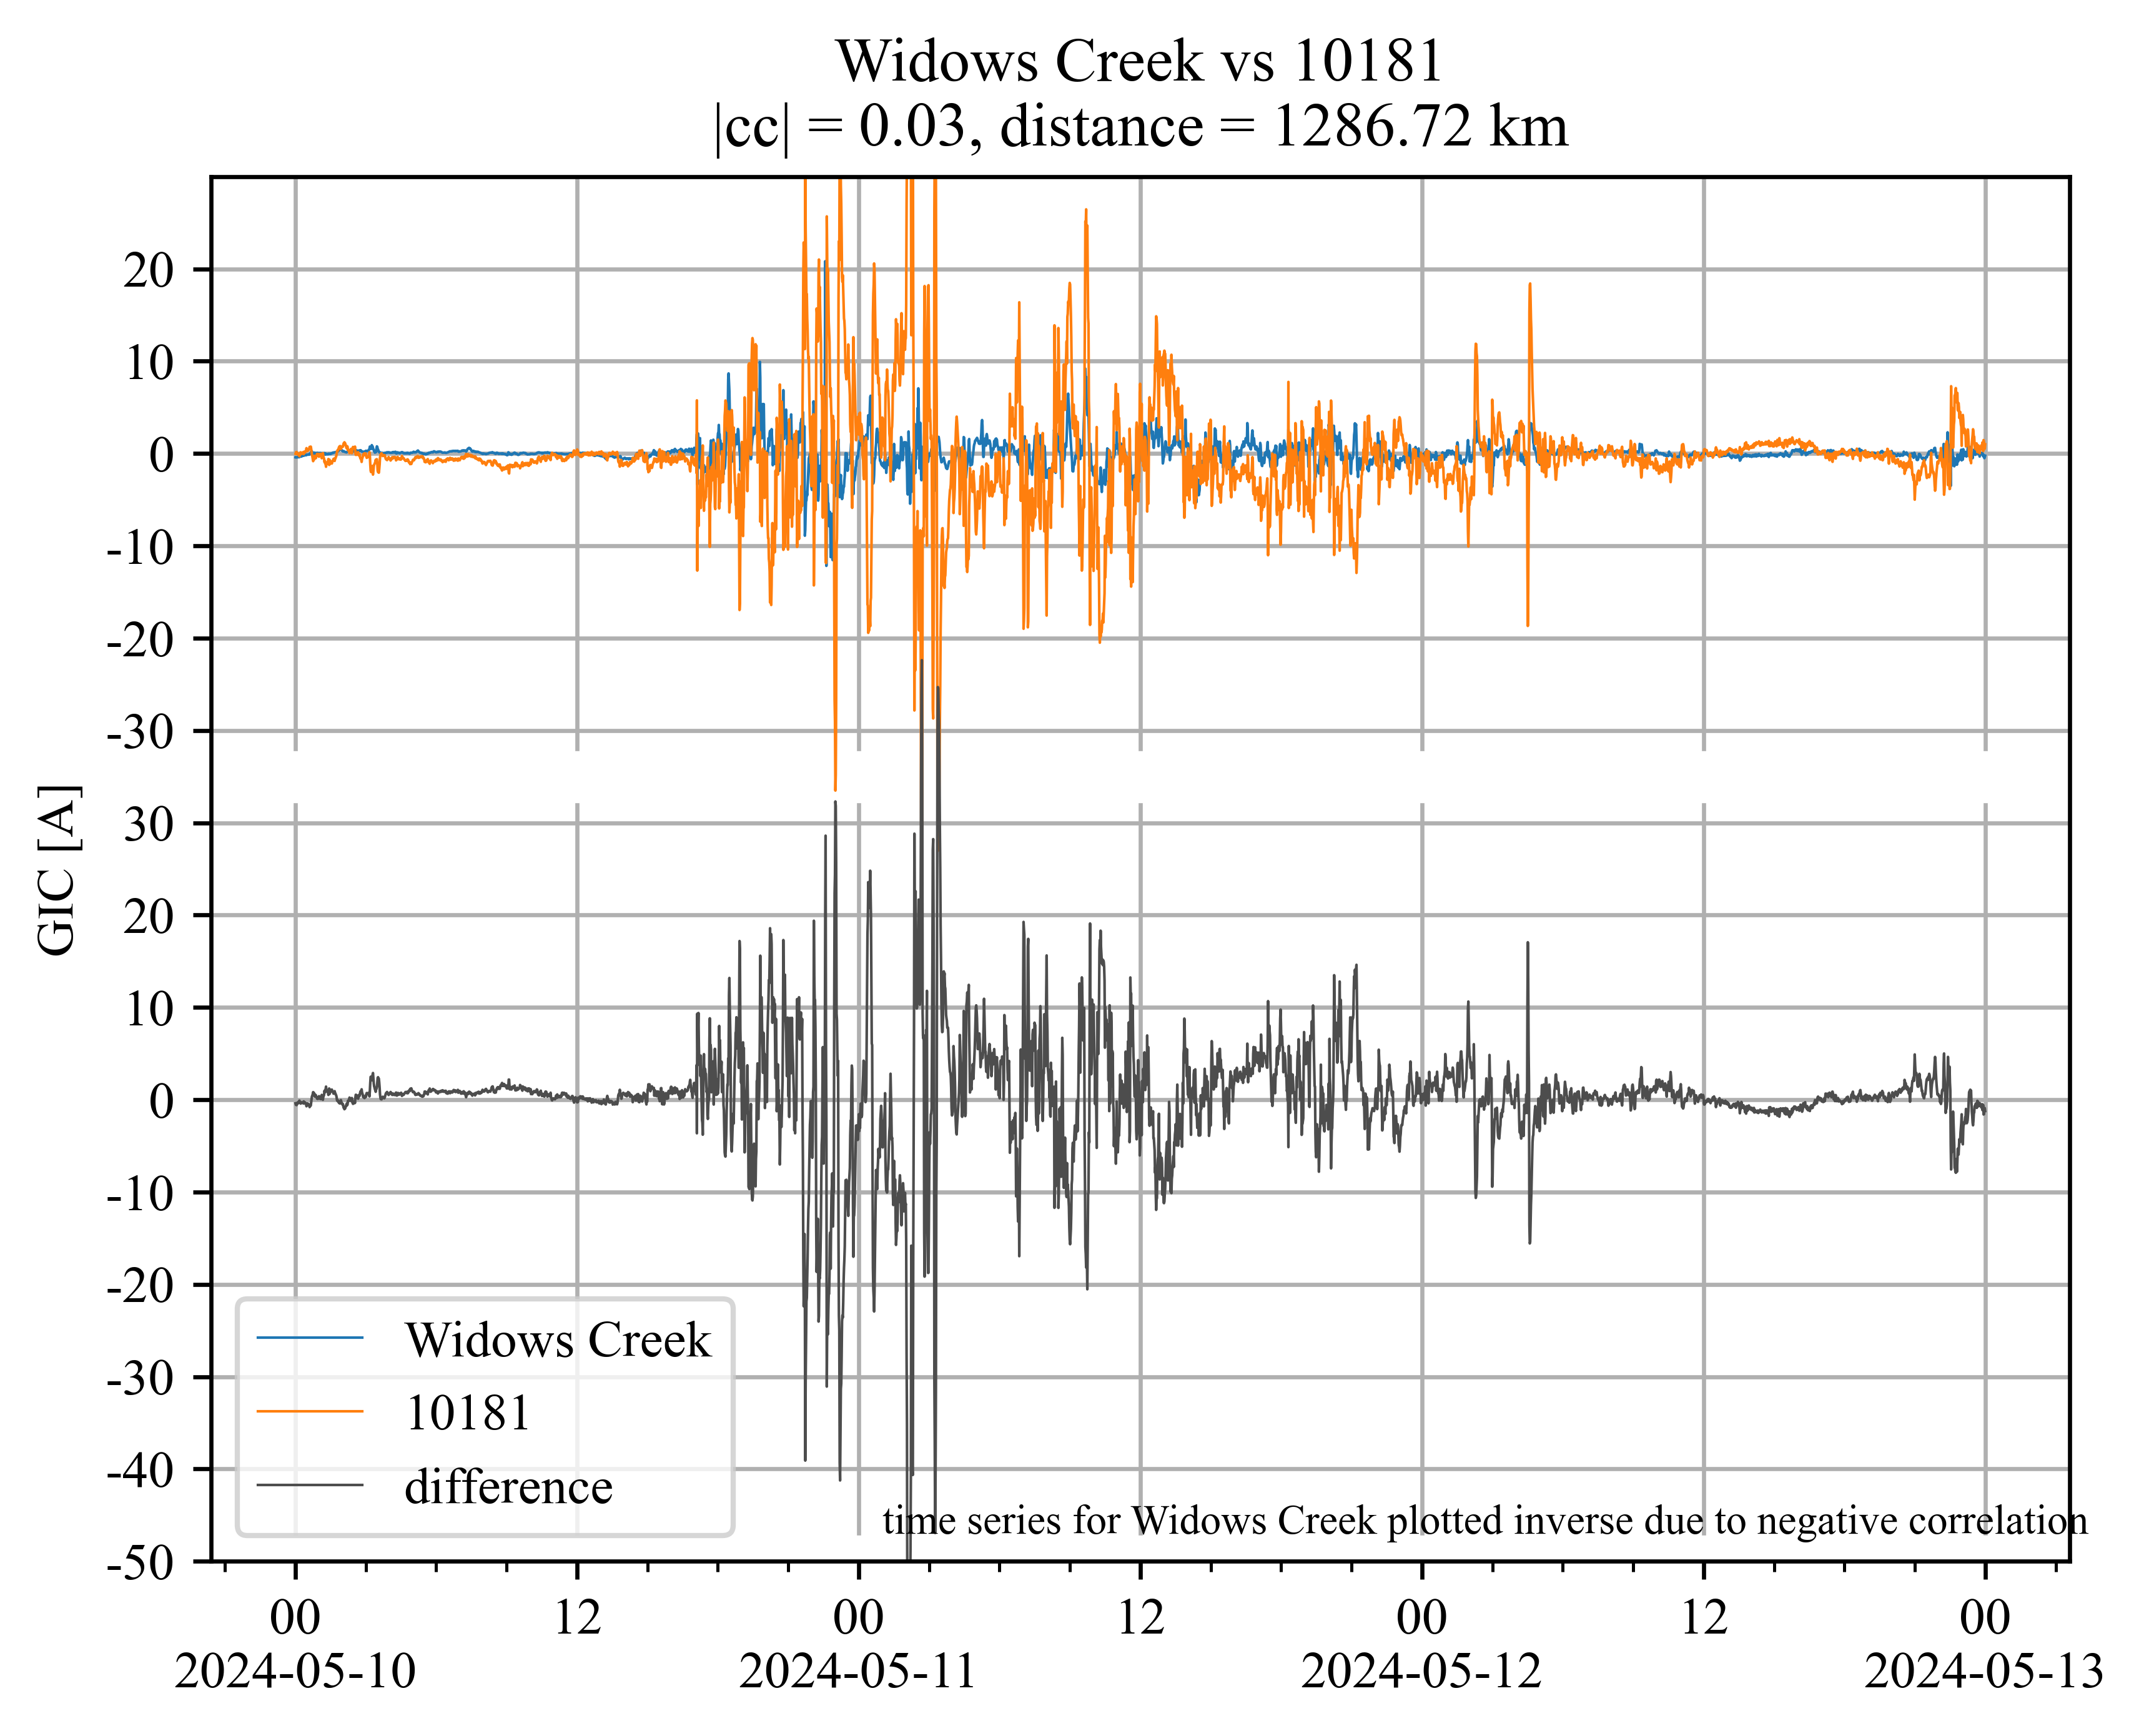 Widows Creek vs 10181
|cc| = 0.03, distance = 1286.72 km
20
10
0
-10
-20
-30
30
20
10
0
-10
-20
-30
-40
-50
GIC [A]
Widows Creek
10181
difference
time series for Widows Creek plotted inverse due to negative correlation
00 12 00 12 00 12 00
2024-05-10 2024-05-11 2024-05-12 2024-05-13